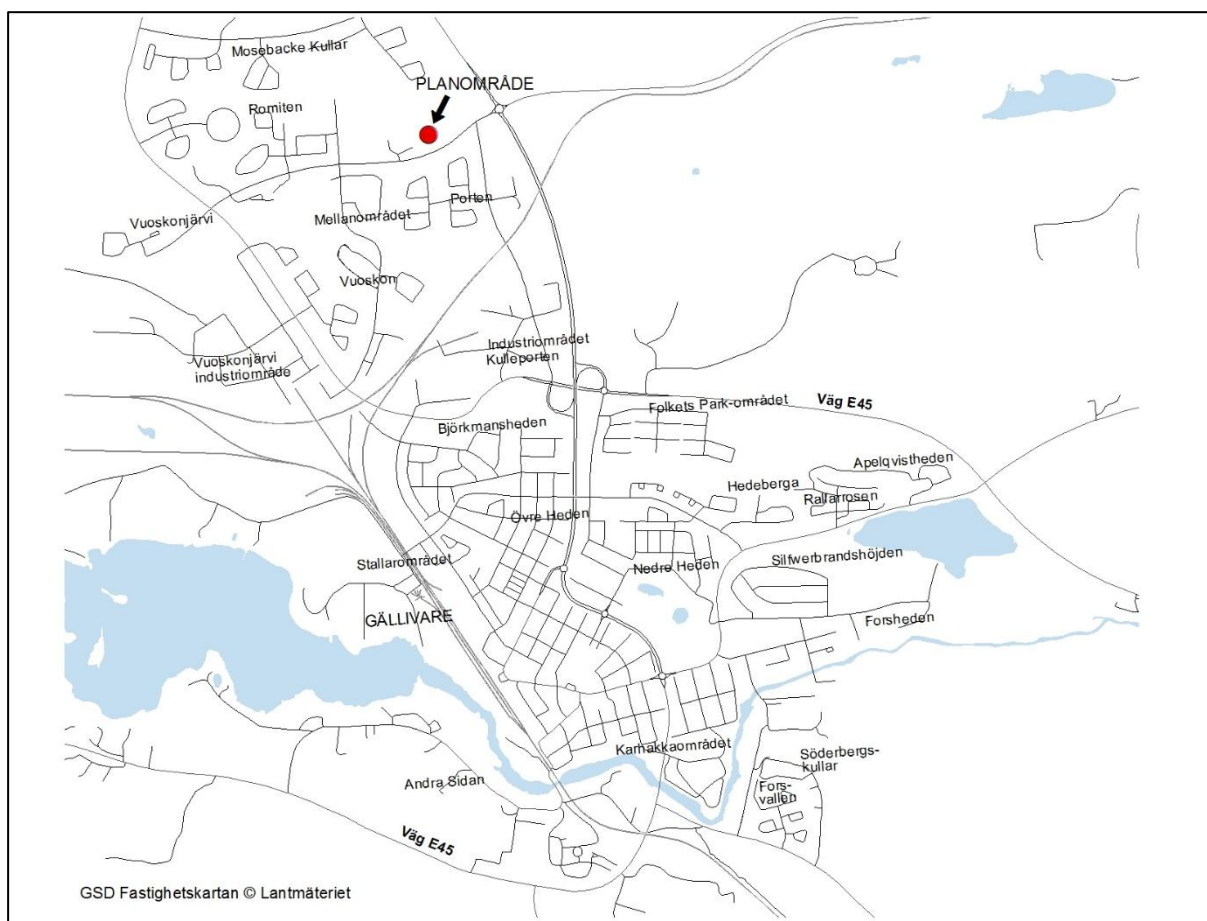 Mosebacke Kullar
PLANOMRÅDE
Romiten
Porten
Mellanområdet
Vuoskonjärvi
Vuoskon
Industriområdet
Kulleporten
Vuoskonjärvi
industriområde
Folkets Park-området
Väg E45
Björkmansheden
Apelqvistheden
Hedeberga
Rallarrosen
Övre Heden
Stallarområdet
Nedre Heden
Silfwerbrandshöjden
GÄLLIVARE
Forsheden
Karhakkaområdet
Söderbergs-
kullar
Andra Sidan
Fors-
vallen
Väg E45
GSD Fastighetskartan © Lantmäteriet